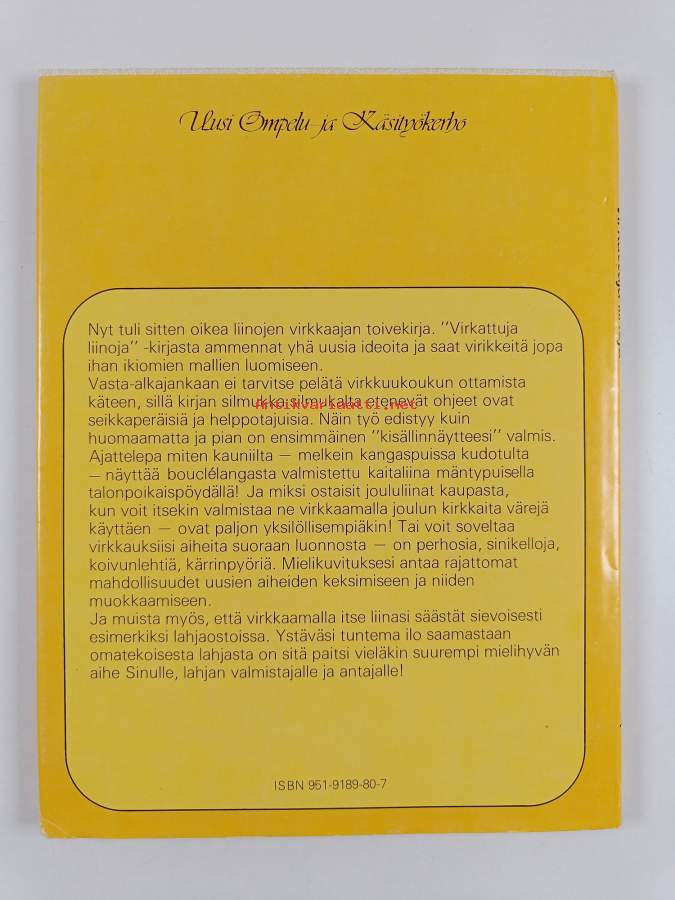 Uusi Ompelu- ja Käsityökerho
Nyt tuli sitten oikea liinojen virkkaajan toivekirja. "Virkattuja
liinoja" -kirjasta ammennat yhä uusia ideoita ja saat virikkeitä jopa
ihan ikiomien mallien luomiseen.
Vasta-alkajankaan ei tarvitse pelätä virkkuukoukun ottamista
käteen, sillä kirjan silmukka silmukalta etenevät ohjeet ovat
Antikvariaatti.net
seikkaperäisiä ja helppotajuisia. Näin työ edistyy kuin
huomaamatta ja pian on ensimmäinen "kisällinnäytteesi" valmis.
Ajattelepa miten kauniilta — melkein kangaspuissa kudotulta
— näyttää bouclélangasta valmistettu kaitaliina mäntypuisella
talonpoikaispöydällä! Ja miksi ostaisit joululiinat kaupasta,
kun voit itsekin valmistaa ne virkkaamalla joulun kirkkaita värejä
käyttäen — ovat paljon yksilöllisempiäkin! Tai voit soveltaa
virkkauksiisi aiheita suoraan luonnosta — on perhosia, sinikelloja,
koivunlehtiä, kärrinpyöriä. Mielikuvituksesi antaa rajattomat
mahdollisuudet uusien aiheiden keksimiseen ja niiden
muokkaamiseen.
Ja muista myös, että virkkaamalla itse liinasi säästät sievoisesti
esimerkiksi lahjaostoissa. Ystäväsi tuntema ilo saamastaan
omatekoisesta lahjasta on sitä paitsi vieläkin suurempi mielihyvän
aihe Sinulle, lahjan valmistajalle ja antajalle!
ISBN 951-9189-80-7